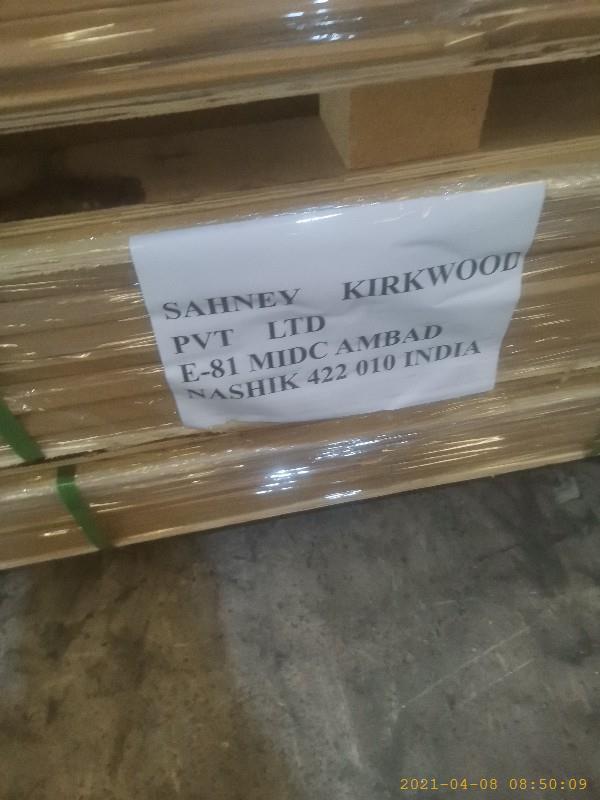 SAHNEY KIRKWOOD
PVT LTD
E-81 MIDC AMBAD
NASHIK 422 010 INDIA
2021-04-08 08:50:09